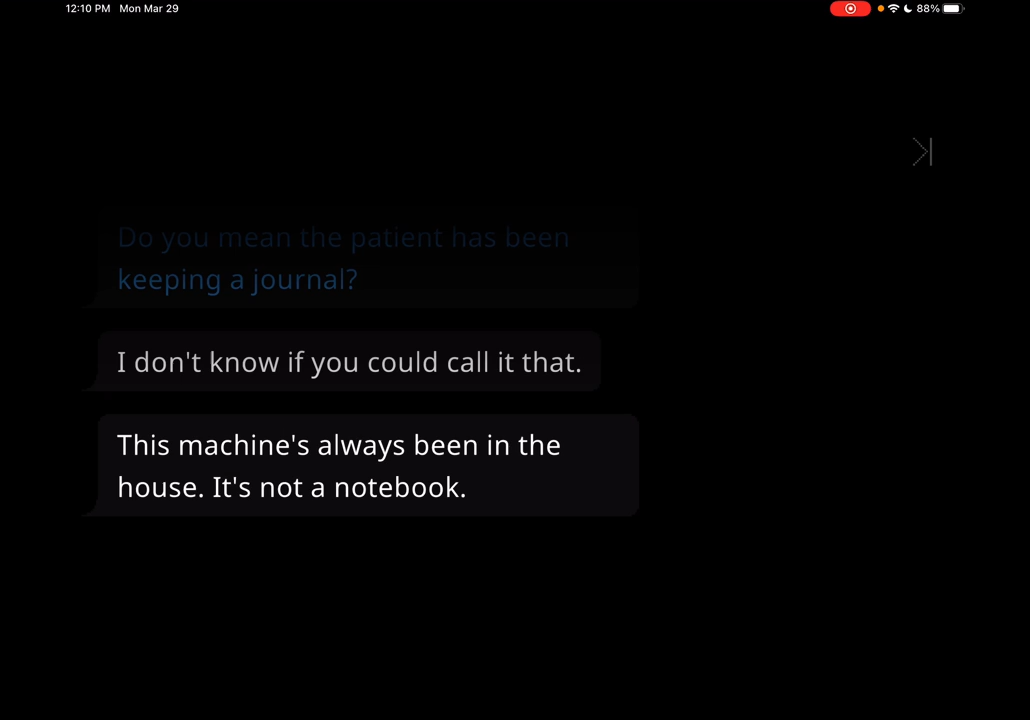 12:10 PM Mon Mar 29
88%
Do you mean the patient has been
keeping a journal?
I don't know if you could call it that.
This machine's always been in the
house. It's not a notebook.